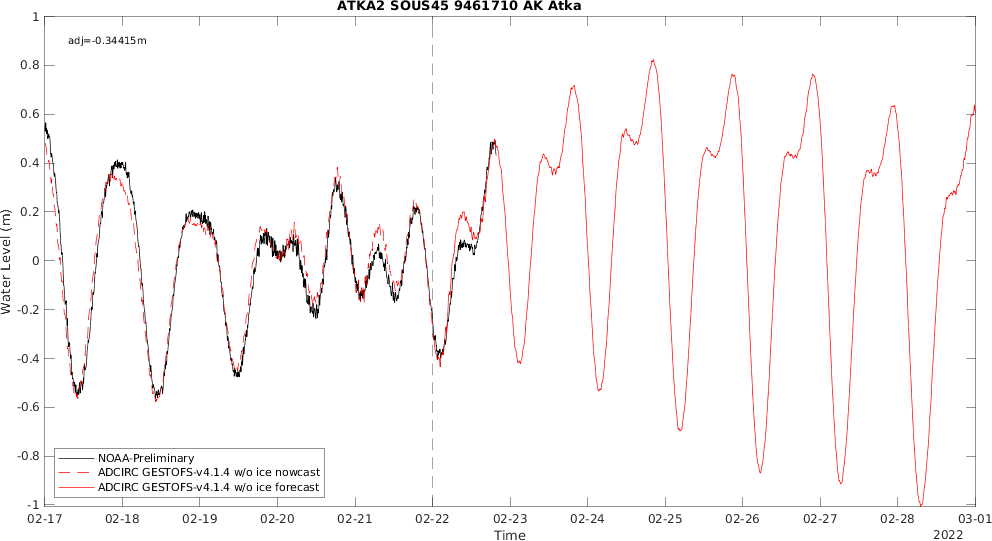 ATKA2 SOUS45 9461710 AK Atka
adj=-0.34415m
1
0.8
0.6
0.4
0.2
0
-0.2
-0.4
-0.6
-0.8
-1
Water Level (m)
NOAA-Preliminary
ADCIRC GESTOFS-v4.1.4 w/o ice nowcast
ADCIRC GESTOFS-v4.1.4 w/o ice forecast
02-17 02-18 02-19 02-20 02-21 02-22 02-23 02-24 02-25 02-26 02-27 02-28 03-01
Time
2022